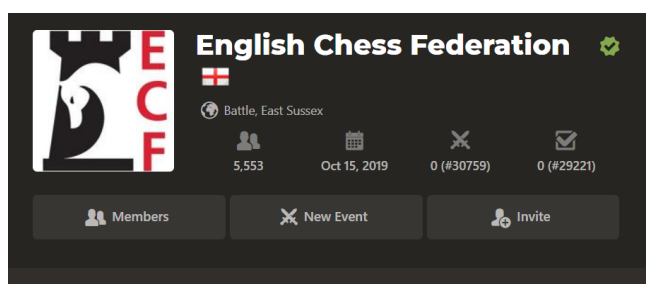 E
C
F
English Chess Federation
Battle, East Sussex
5,553 Oct 15, 2019 0 (#30759) 0 (#29221)
Members New Event Invite